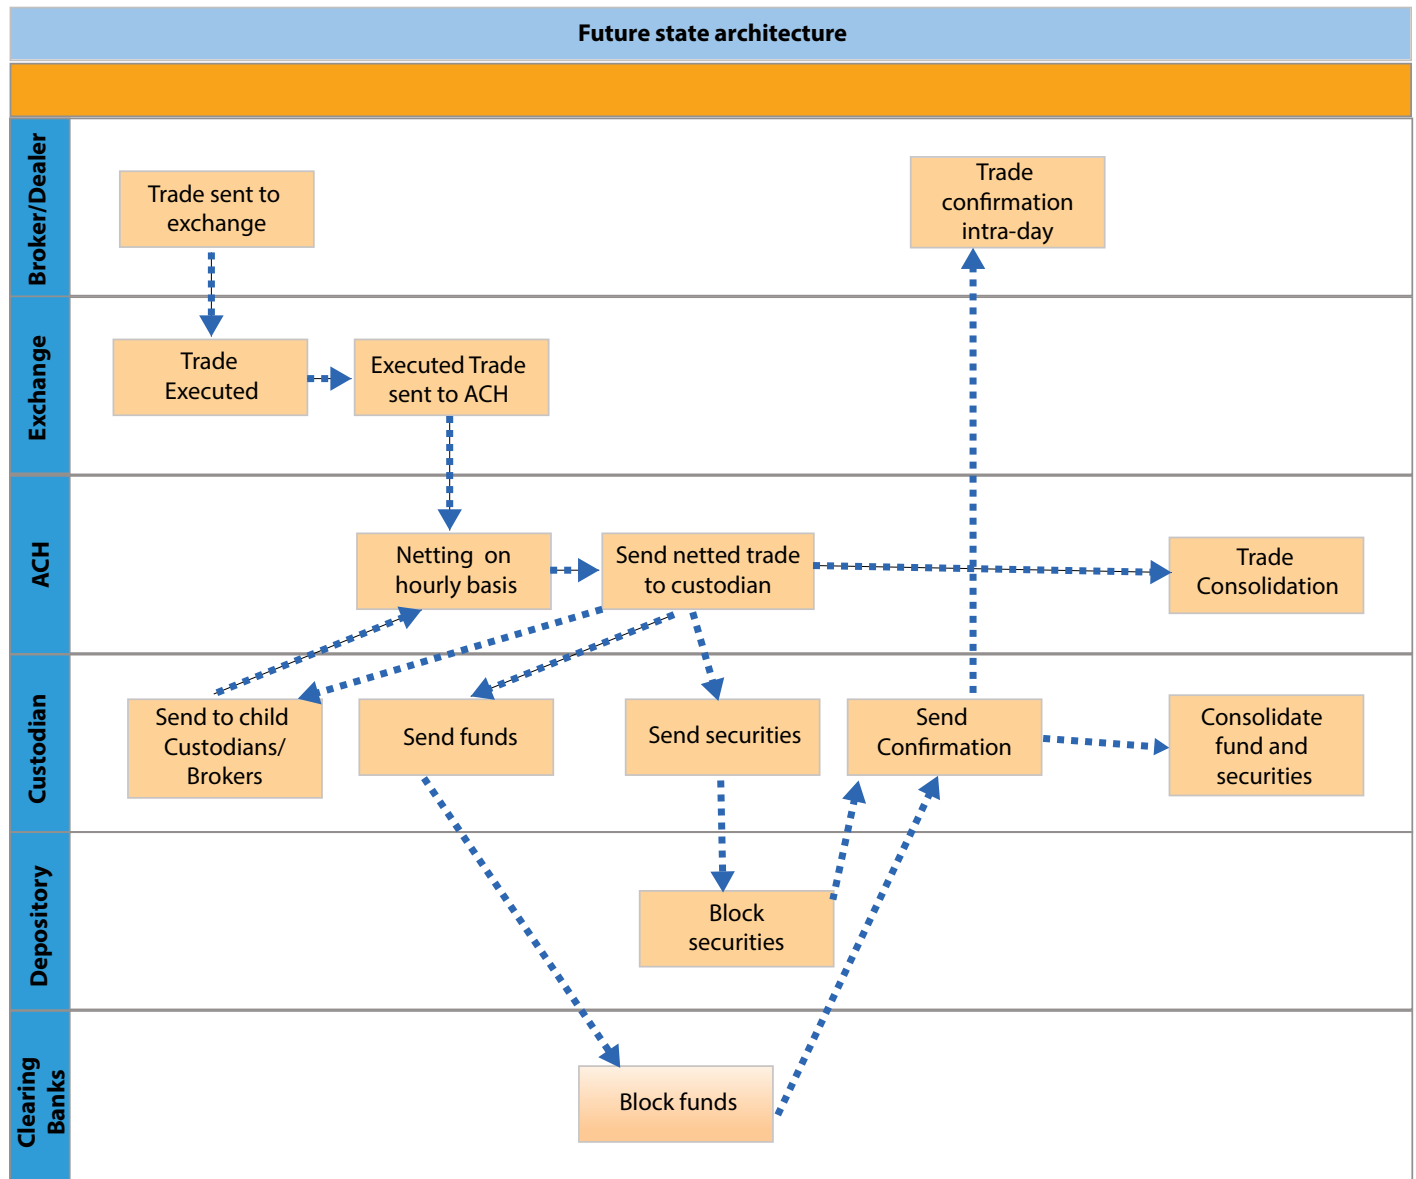 Future state architecture
Broker/Dealer
Trade sent to
exchange
Trade
confirmation
intra-day
Exchange
Trade
Executed
Executed Trade
sent to ACH
ACH
Netting on
hourly basis
Send netted trade
to custodian
Trade
Consolidation
Custodian
Send to child
Custodians/
Brokers
Send funds
Send securities
Send
Confirmation
Consolidate
fund and
securities
Depository
Block
securities
Clearing
Banks
Block funds